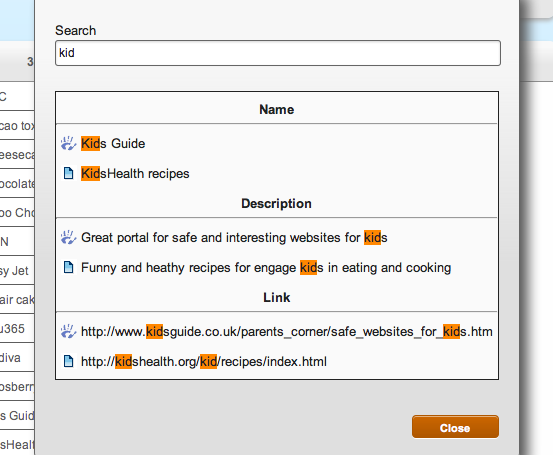 Search
kid
3
Name
Kids Guide
KidsHealth recipes
Description
Great portal for safe and interesting websites for kids
Funny and heathy recipes for engage kids in eating and cooking
Link
http://www.kidsguide.co.uk/parents_corner/safe_websites_for_kids.htm
http://kidshealth.org/kid/recipes/index.html
Close
C
cao tox
eeseca
ocolate
oo Cho
N
sy Jet
air cak
u365
diva
osberr
s Guid
sHealt